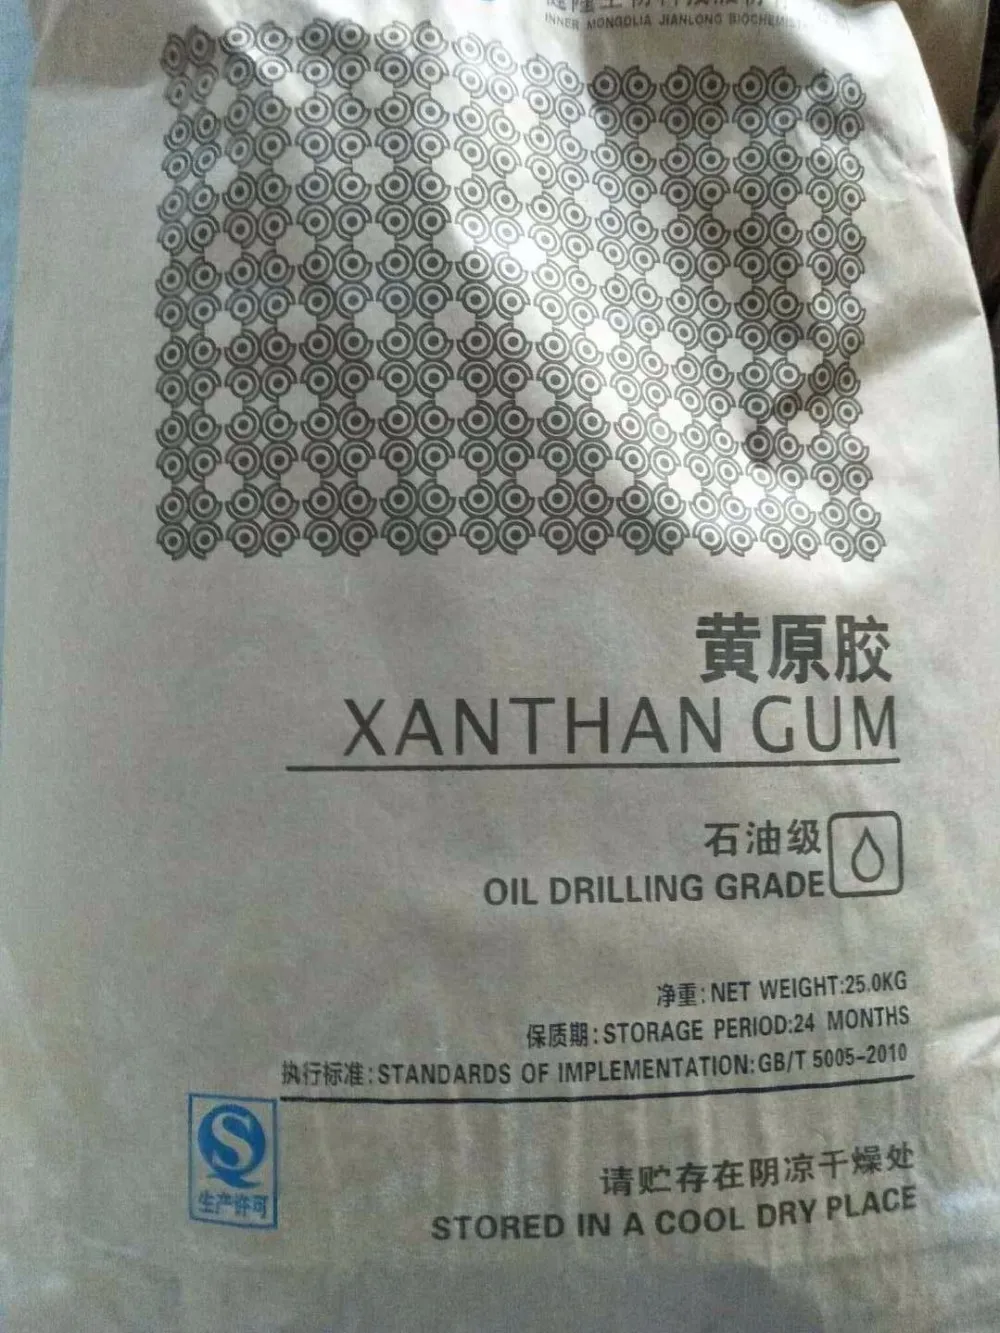 INNER MONGOLIA JIANLONG
黄原胶
XANTHAN GUM
石油级
OIL DRILLING GRADE
净重:NET WEIGHT:25.0KG
保质期:STORAGE PERIOD:24 MONTHS
执行标准:STANDARDS OF IMPLEMENTATION:GB/T 5005-2010
生产许可
请贮存在阴凉干燥处
STORED IN A COOL DRY PLACE